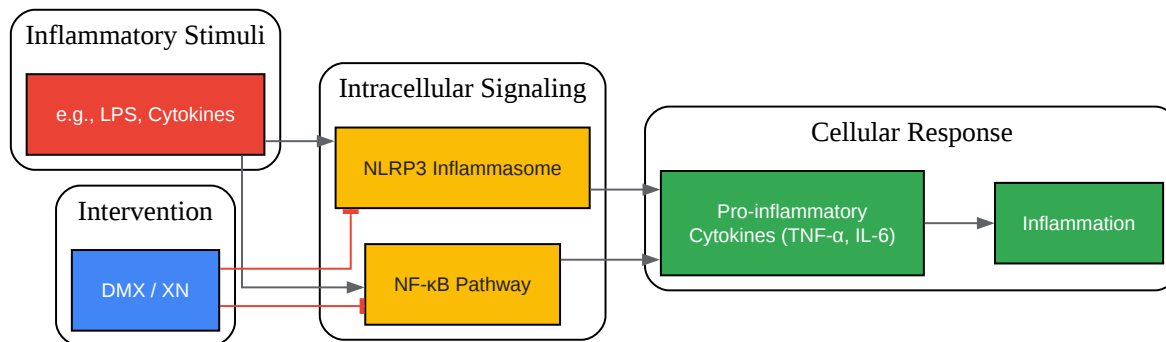 Inflammatory Stimuli
e.g., LPS, Cytokines
Intervention
DMX / XN
Intracellular Signaling
NLRP3 Inflammasome
NF-κB Pathway
Cellular Response
Pro-inflammatory
Cytokines (TNF-α, IL-6)
Inflammation